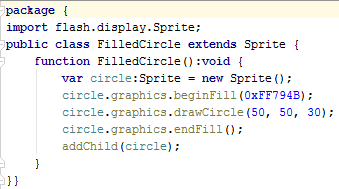 package {
import flash.display.Sprite;
public class FilledCircle extends Sprite {
    function FilledCircle():void {
        var circle:Sprite = new Sprite();
        circle.graphics.beginFill(0xFF794B);
        circle.graphics.drawCircle(50, 50, 30);
        circle.graphics.endFill();
        addChild(circle);
    }
}}